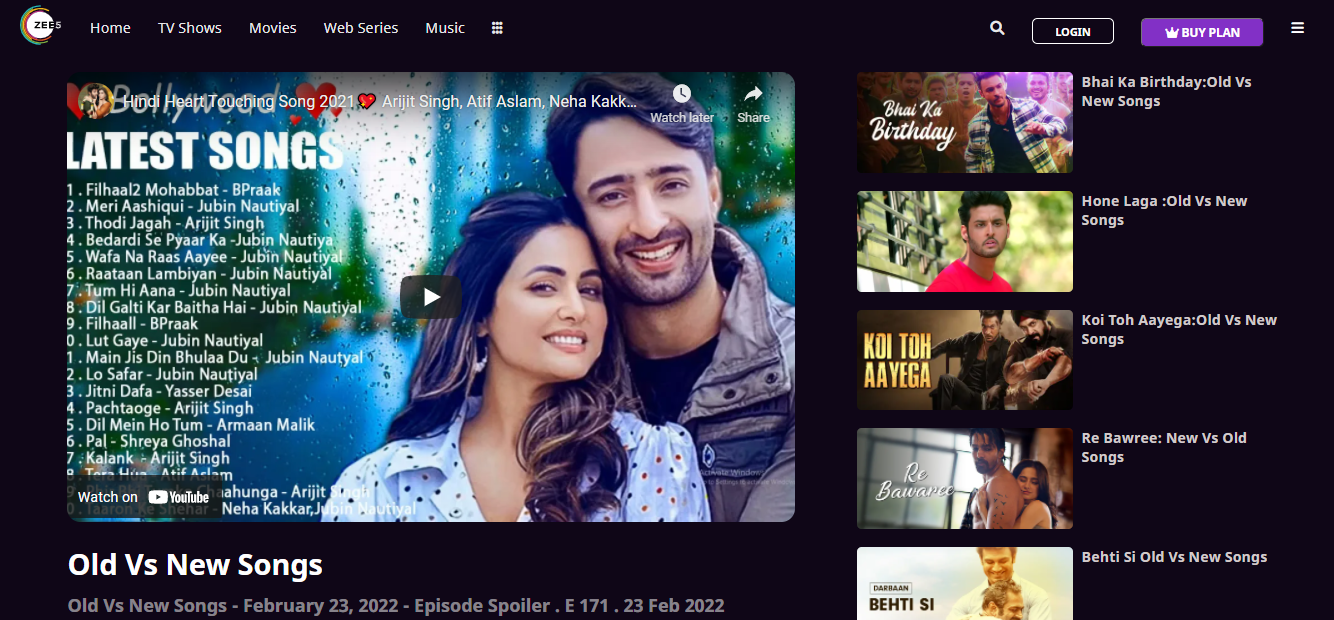 ZEE5
Home
TV Shows
Movies
Web Series
Music
LOGIN
BUY PLAN
Bollywood
Hindi Heart Touching Song 2021 Arijit Singh, Atif Aslam, Neha Kakk...
Watch later
Share
LATEST SONGS
1 . Filhaal2 Mohabbat - BPraak
2 . Meri Aashiqui - Jubin Nautiyal
3 . Thodi Jagah - Arijit Singh
4 . Bedardi Se Pyaar Ka -Jubin Nautiya
5 . Wafa Na Raas Aayee - Jubin Nautiyal
6 . Raataan Lambiyan - Jubin Nautiyal
7 . Tum Hi Aana - Jubin Nautiyal
8 . Dil Galti Kar Baitha Hai - Jubin Nautiyal
9 . Filhaall - BPraak
0 . Lut Gaye - Jubin Nautiyal
1 . Main Jis Din Bhulaa Du - Jubin Nautyal
2 . Lo Safar - Jubin Nautiyal
3 . Jitni Dafa - Yasser Desai
4 . Pachtaoge - Arijit Singh
5 . Dil Mein Ho Tum - Armaan Malik
6 . Pal - Shreya Ghoshal
7 . Kalank - Arijit Singh
8 . Tera Hua - Atif Aslam
Chaahunga - Arijit Singh
0 . Taaron Ke Shehar - Neha Kakkar,Jubin Nautiyal
Watch on YouTube
Activate Windows
Old Vs New Songs
Old Vs New Songs - February 23, 2022 - Episode Spoiler . E 171 . 23 Feb 2022
Bhai Ka
Birthday
Bhai Ka Birthday:Old Vs
New Songs
Hone Laga :Old Vs New
Songs
KOI TOH
AAYEGA
Koi Toh Aayega:Old Vs New
Songs
Re
Bawaree
Re Bawree: New Vs Old
Songs
DARBAAN
BEHTI SI
Behti Si Old Vs New Songs